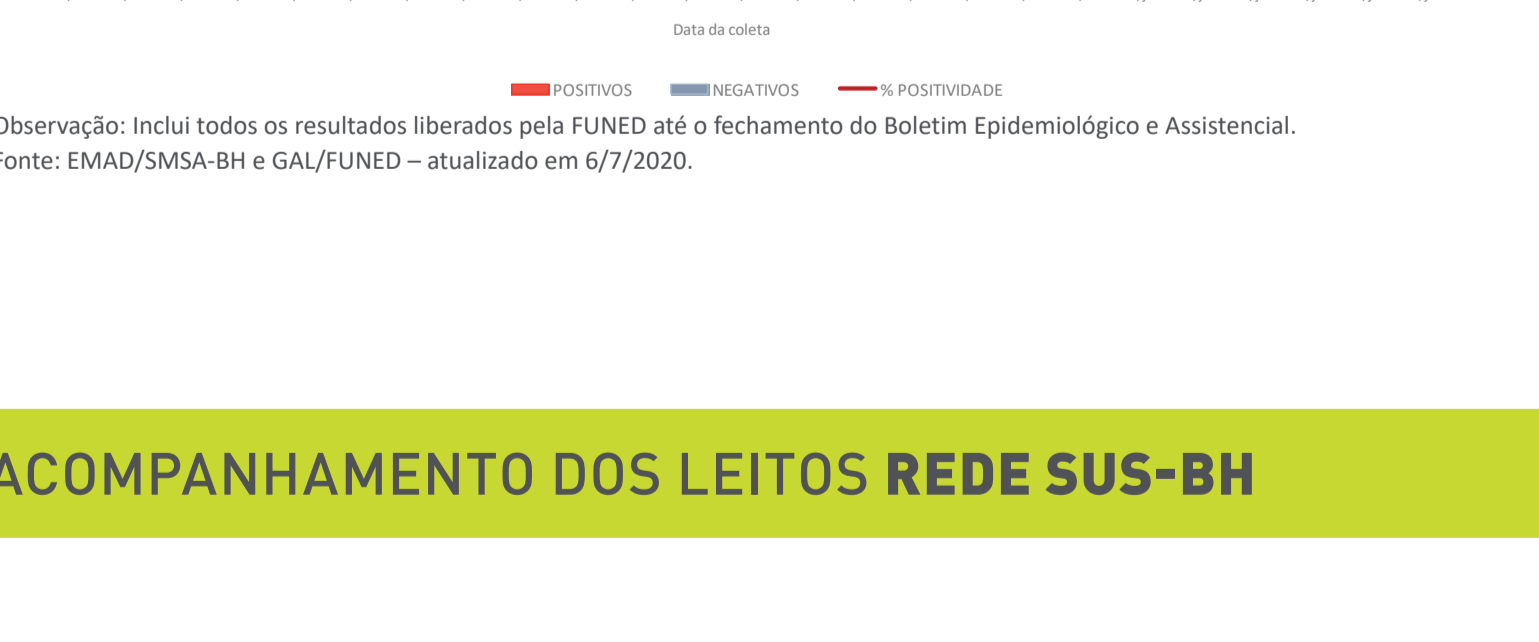 Data da coleta
POSITIVOS NEGATIVOS % POSITIVIDADE
Observação: Inclui todos os resultados liberados pela FUNED até o fechamento do Boletim Epidemiológico e Assistencial.
Fonte: EMAD/SMSA-BH e GAL/FUNED – atualizado em 6/7/2020.
ACOMPANHAMENTO DOS LEITOS REDE SUS-BH